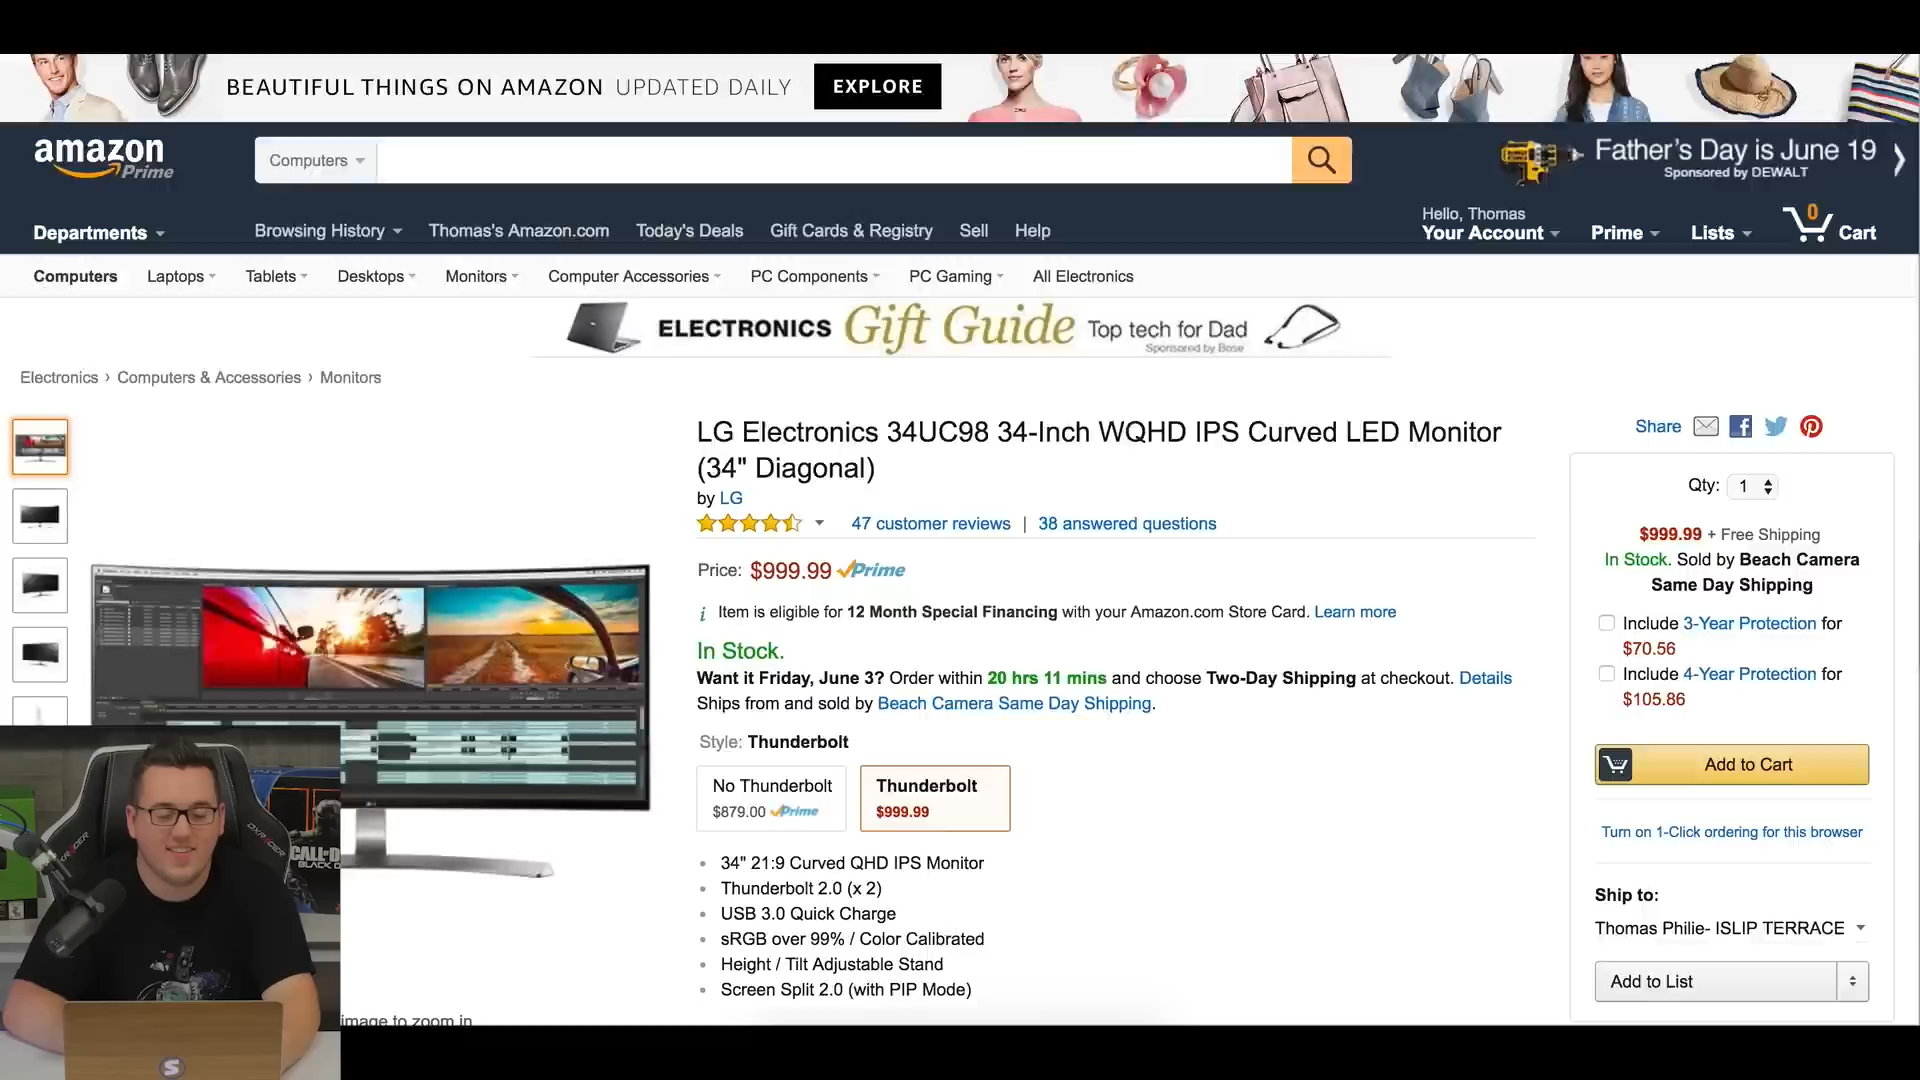 BEAUTIFUL THINGS ON AMAZON UPDATED DAILY EXPLORE
amazon Prime
Computers
Father's Day is June 19
Sponsored by DEWALT
Departments
Browsing History
Thomas's Amazon.com
Today's Deals
Gift Cards & Registry
Sell
Help
Hello, Thomas
Your Account
Prime
Lists
0
Cart
Computers
Laptops
Tablets
Desktops
Monitors
Computer Accessories
PC Components
PC Gaming
All Electronics
ELECTRONICS Gift Guide Top tech for Dad
Sponsored by Bose
Electronics › Computers & Accessories › Monitors
LG Electronics 34UC98 34-Inch WQHD IPS Curved LED Monitor
(34" Diagonal)
by LG
47 customer reviews | 38 answered questions
Price: $999.99 Prime
Item is eligible for 12 Month Special Financing with your Amazon.com Store Card. Learn more
In Stock.
Want it Friday, June 3? Order within 20 hrs 11 mins and choose Two-Day Shipping at checkout. Details
Ships from and sold by Beach Camera Same Day Shipping.
Style: Thunderbolt
No Thunderbolt
$879.00 Prime
Thunderbolt
$999.99
• 34" 21:9 Curved QHD IPS Monitor
• Thunderbolt 2.0 (x 2)
• USB 3.0 Quick Charge
• sRGB over 99% / Color Calibrated
• Height / Tilt Adjustable Stand
• Screen Split 2.0 (with PIP Mode)
image to zoom in
Share
Qty: 1
$999.99 + Free Shipping
In Stock. Sold by Beach Camera
Same Day Shipping
Include 3-Year Protection for
$70.56
Include 4-Year Protection for
$105.86
Add to Cart
Turn on 1-Click ordering for this browser
Ship to:
Thomas Philie- ISLIP TERRACE
Add to List
DXRACER
CALL OF D
BLACK O
S